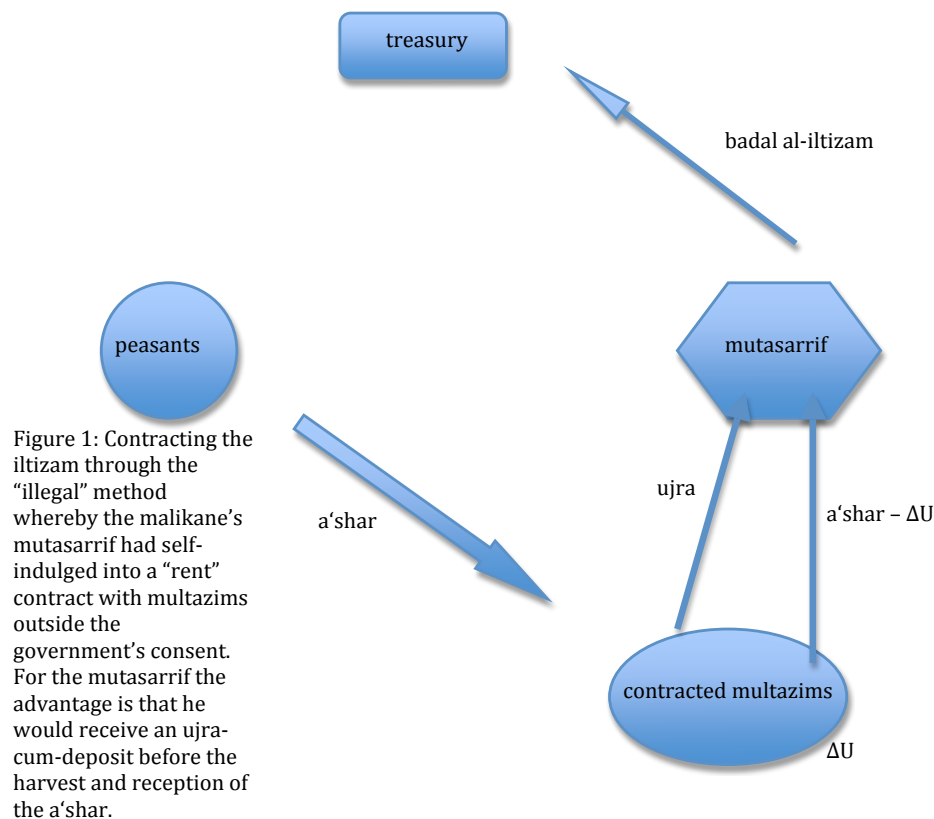 treasury
badal al-iltizam
peasants
mutasarrif
Figure 1: Contracting the
iltizam through the
“illegal” method
whereby the malikane’s
mutasarrif had self-
indulged into a “rent”
contract with multazims
outside the
government’s consent.
For the mutasarrif the
advantage is that he
would receive an ujra-
cum-deposit before the
harvest and reception of
the a‘shar.
a‘shar
ujra
a‘shar – ΔU
contracted multazims
ΔU